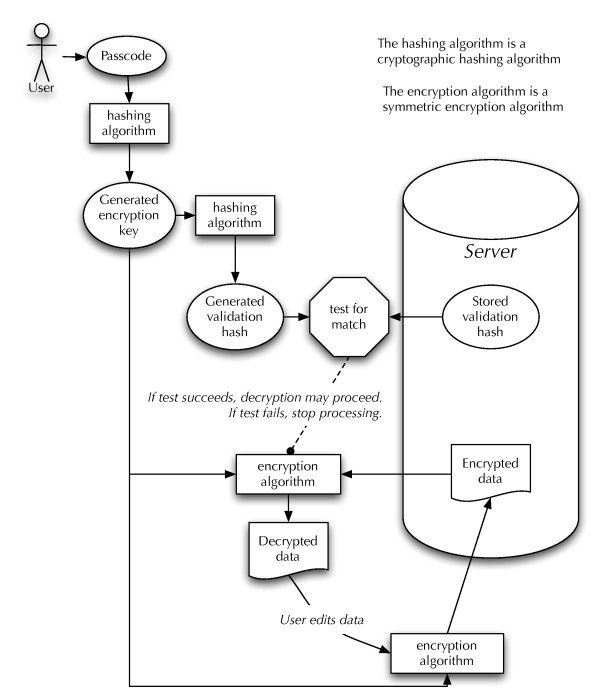 The hashing algorithm is a
cryptographic hashing algorithm
The encryption algorithm is a
symmetric encryption algorithm
User
Passcode
hashing
algorithm
Generated
encryption
key
hashing
algorithm
Server
Generated
validation
hash
test for
match
Stored
validation
hash
If test succeeds, decryption may proceed.
If test fails, stop processing.
encryption
algorithm
Encrypted
data
Decrypted
data
User edits data
encryption
algorithm